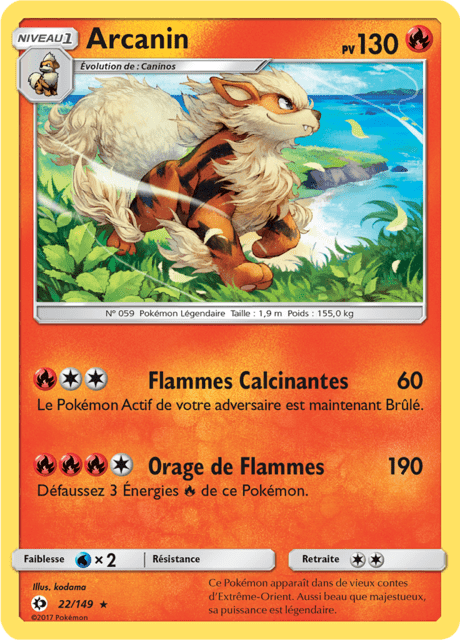 NIVEAU 1
Arcanin
PV 130
Évolution de : Caninos
N° 059 Pokémon Légendaire Taille : 1,9 m Poids : 155,0 kg
Flammes Calcinantes 60
Le Pokémon Actif de votre adversaire est maintenant Brûlé.
Orage de Flammes 190
Défaussez 3 Énergies de ce Pokémon.
Faiblesse ×2 Résistance Retraite
Illus. kodama
22/149 ★
©2017 Pokémon
Ce Pokémon apparaît dans de vieux contes
d'Extrême-Orient. Aussi beau que majestueux,
sa puissance est légendaire.